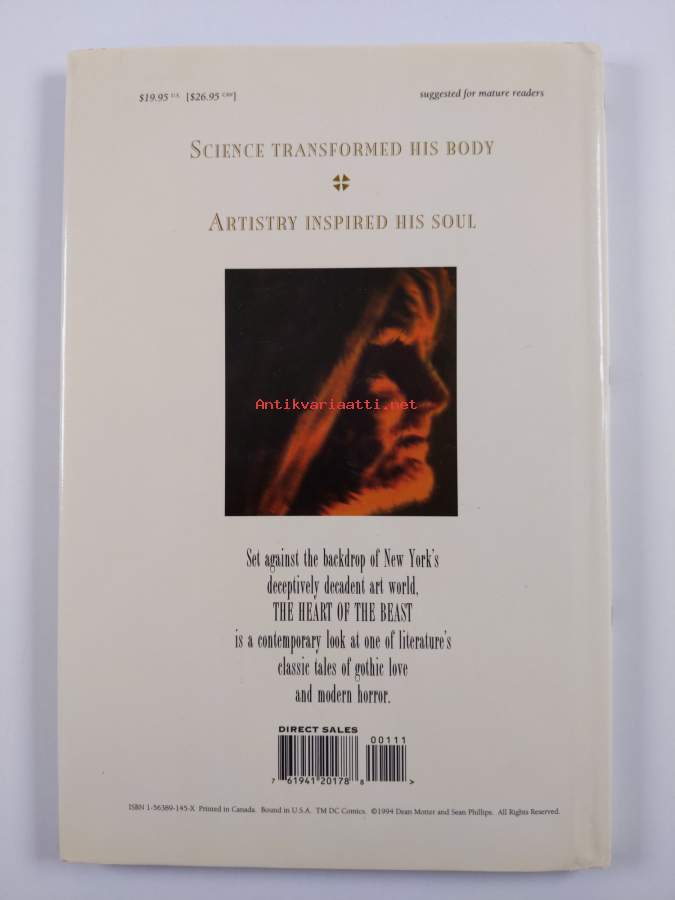 $19.95 U.S. [$26.95 CAN]
suggested for mature readers
SCIENCE TRANSFORMED HIS BODY
ARTISTRY INSPIRED HIS SOUL
Antikvariaatti.net
Set against the backdrop of New York's
deceptively decadent art world,
THE HEART OF THE BEAST
is a contemporary look at one of literature's
classic tales of gothic love
and modern horror.
DIRECT SALES
00111
7 61941 20178 8 >
ISBN 1-56389-145-X Printed in Canada. Bound in U.S.A. TM DC Comics. ©1994 Dean Motter and Sean Phillips. All Rights Reserved.